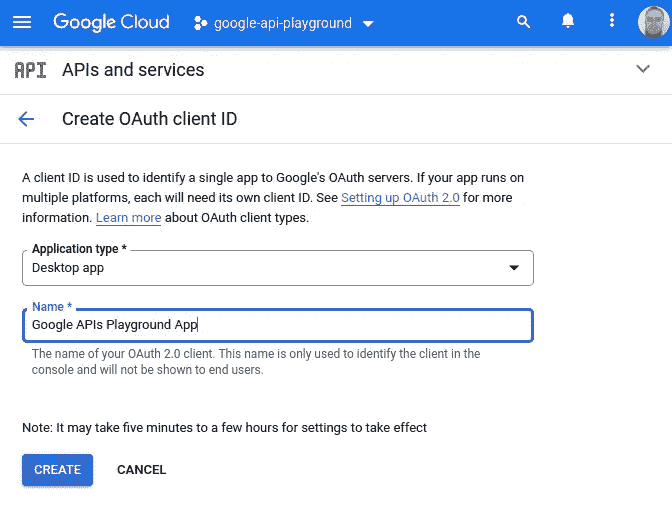 Google Cloud google-api-playground
API APIs and services
Create OAuth client ID
A client ID is used to identify a single app to Google's OAuth servers. If your app runs on
multiple platforms, each will need its own client ID. See Setting up OAuth 2.0 for more
information. Learn more about OAuth client types.
Application type *
Desktop app
Name *
Google APIs Playground App
The name of your OAuth 2.0 client. This name is only used to identify the client in the
console and will not be shown to end users.
Note: It may take five minutes to a few hours for settings to take effect
CREATE CANCEL